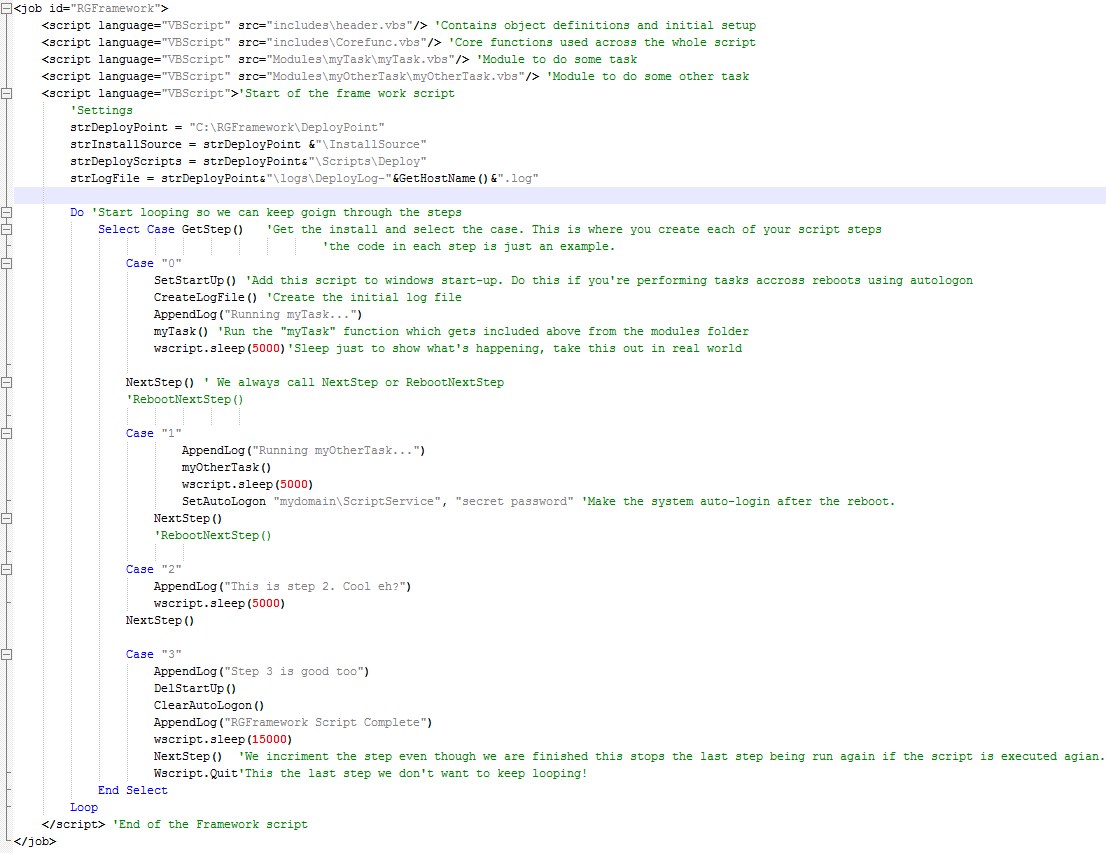 <job id="RGFramework">
<script language="VBScript" src="includes\header.vbs"/> 'Contains object definitions and initial setup
<script language="VBScript" src="includes\Corefunc.vbs"/> 'Core functions used across the whole script
<script language="VBScript" src="Modules\myTask\myTask.vbs"/> 'Module to do some task
<script language="VBScript" src="Modules\myOtherTask\myOtherTask.vbs"/> 'Module to do some other task
<script language="VBScript">'Start of the frame work script
'Settings
strDeployPoint = "C:\RGFramework\DeployPoint"
strInstallSource = strDeployPoint &"\InstallSource"
strDeployScripts = strDeployPoint&"\Scripts\Deploy"
strLogFile = strDeployPoint&"\logs\DeployLog-"&GetHostName()&".log"
Do 'Start looping so we can keep goign through the steps
Select Case GetStep() 'Get the install and select the case. This is where you create each of your script steps
'the code in each step is just an example.
Case "0"
SetStartUp() 'Add this script to windows start-up. Do this if you're performing tasks accross reboots using autologon
CreateLogFile() 'Create the initial log file
AppendLog("Running myTask...")
myTask() 'Run the "myTask" function which gets included above from the modules folder
wscript.sleep(5000)'Sleep just to show what's happening, take this out in real world
NextStep() ' We always call NextStep or RebootNextStep
'RebootNextStep()
Case "1"
AppendLog("Running myOtherTask...")
myOtherTask()
wscript.sleep(5000)
SetAutoLogon "mydomain\ScriptService", "secret password" 'Make the system auto-login after the reboot.
NextStep()
'RebootNextStep()
Case "2"
AppendLog("This is step 2. Cool eh?")
wscript.sleep(5000)
NextStep()
Case "3"
AppendLog("Step 3 is good too")
DelStartUp()
ClearAutoLogon()
AppendLog("RGFramework Script Complete")
wscript.sleep(15000)
NextStep() 'We incriment the step even though we are finished this stops the last step being run again if the script is executed agian.
Wscript.Quit'This the last step we don't want to keep looping!
End Select
Loop
</script> 'End of the Framework script
</job>